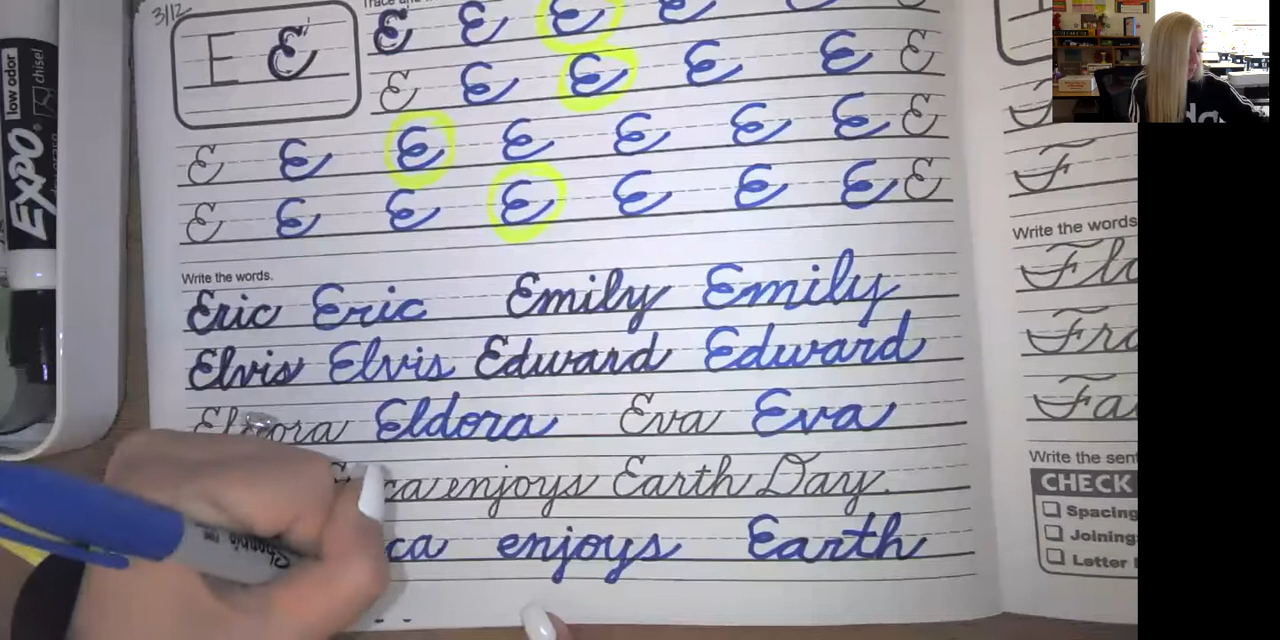 3/12
E E E E E
E E E E E E
E E E E E E E
E E E E E E E
Write the words.
Eric Eric Emily Emily
Elvis Elvis Edward Edward
Eldora Eva Eva
enjoys Earth Day.
enjoys Earth
low odor
chisel
EXPO
Sharpie
F
Write the words
Write the sen
CHECK
Spacing
Joining
Letter